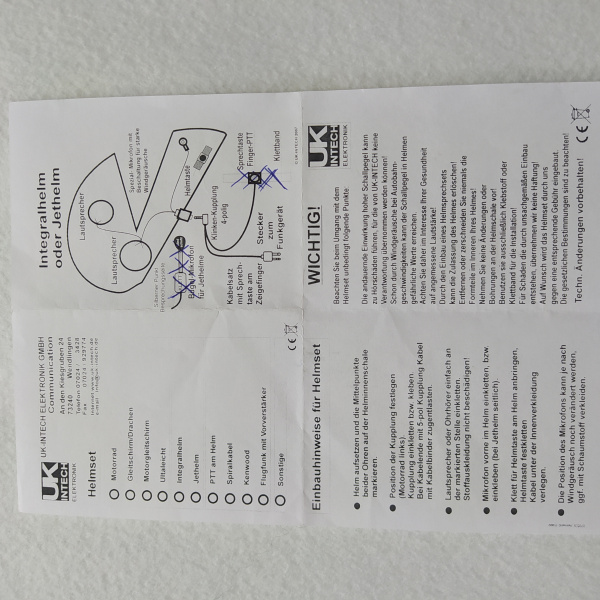 UK
INTECH
ELEKTRONIK
UK-INTECH ELEKTRONIK GMBH
Communication
An den Kiesgruben 24
73240 Wendlingen
Helmset
Motorrad
Gleitschirm/Drachen
Motorgleitschirm
Ultraleicht
Integralhelm
Jethelm
PTT am Helm
Spiralkabel
Kenwood
Flugfunk mit Vorverstärker
Sonstige
Integralhelm
oder Jethelm
Lautsprecher
Lautsprecher
Spezial- Mikrofon mit
Beschaltung für starke
Windgeräusche
Helmtaste
Klinken-Kupplung
Bügel Mikrofon
für Jethelme
Kabelsatz
mit Sprech-
taste am
Zeigefinger
Stecker
zum
Funkgerät
Sprechtaste
Finger-PTT
Klettband
CE
Einbauhinweise für Helmset
Helm aufsetzen und die Mittelpunkte
beider Ohren auf der Helminnenschale
markieren
Position der Kupplung festlegen
(Motorrad links).
Kupplung einkletten bzw. kleben.
Bei Kabelende mit 5-pol Kupplung Kabel
mit Kabelbinder zugentlasten.
Lautsprecher oder Ohrhörer einfach an
der markierten Stelle einkletten.
Stoffauskleidung nicht beschädigen!
Mikrofon vorne im Helm einkletten, bzw.
einkleben (bei Jethelm seitlich).
Klett für Helmtaste am Helm anbringen,
Helmtaste festkletten
Kabel unter der Innenverkleidung
verlegen.
Die Position des Mikrofons kann je nach
Windgeräusch noch verändert werden,
ggf. mit Schaumstoff verkleiden.
WICHTIG!
UK
INTECH
ELEKTRONIK
Beachten Sie beim Umgang mit dem
Helmset unbedingt folgende Punkte
Die andauernde Einwirkung hoher Schallpegel kann
zu Hörschäden führen, für die von UK-INTECH keine
Verantwortung übernommen werden können!
Schon durch Windgeräusche bei Autobahn-
geschwindigkeiten kann der Schallpegel in Helmen
gefährliche Werte erreichen.
Achten Sie daher im Interesse Ihrer Gesundheit
auf angemessene Lautstärke!
Durch den Einbau eines Helmsprechsets
kann die Zulassung des Helmes erlöschen!
Entfernen oder zerschneiden Sie niemals die
Formteile im Inneren Ihres Helmes!
Nehmen Sie keine Änderungen oder
Bohrungen an der Helmschale vor!
Benutzen sie ausschließlich Klebstoff oder
Klettband für die Installation!
Für Schäden die durch unsachgemäßen Einbau
entstehen, übernehmen wir keine Haftung!
Auf Wunsch wird das Helmset durch uns
gegen eine entsprechende Gebühr eingebaut.
Die gesetzlichen Bestimmungen sind zu beachten!
Techn. Änderungen vorbehalten!
CE